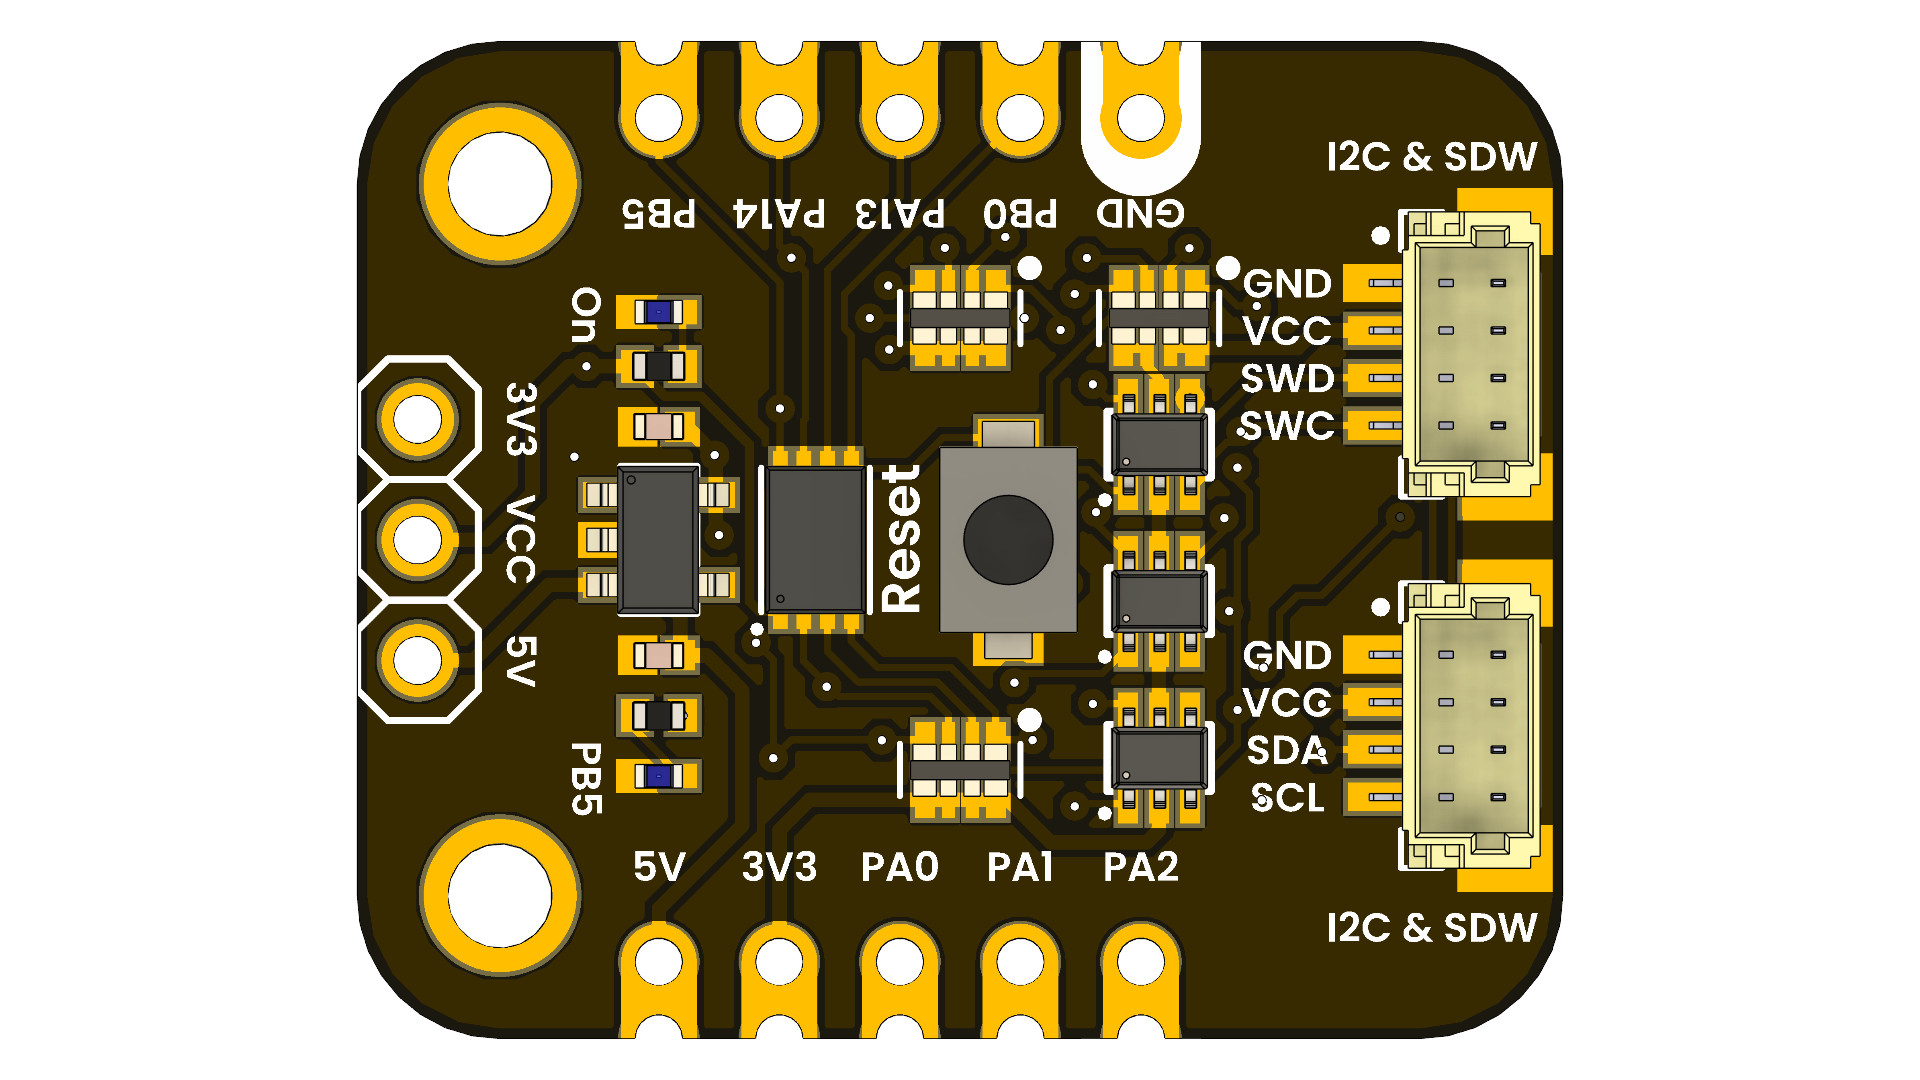 I2C & SDW
PB5 PA14 PA13 PB0 GND
On
GND
VCC
SWD
SWC
3V3
VCC
5V
Reset
GND
VCC
SDA
SCL
PB5
5V 3V3 PA0 PA1 PA2
I2C & SDW